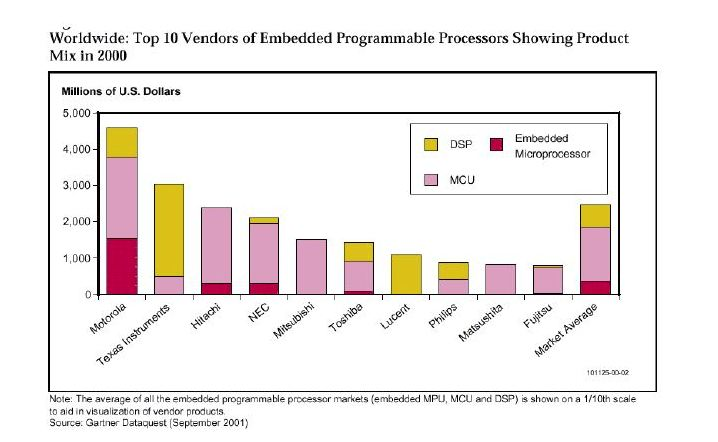 Worldwide: Top 10 Vendors of Embedded Programmable Processors Showing Product
Mix in 2000
Millions of U.S. Dollars
5,000
4,000
3,000
2,000
1,000
0
DSP
Embedded
Microprocessor
MCU
Motorola
Texas Instruments
Hitachi
NEC
Mitsubishi
Toshiba
Lucent
Philips
Matsushita
Fujitsu
Market Average
101125-00-02
Note: The average of all the embedded programmable processor markets (embedded MPU, MCU and DSP) is shown on a 1/10th scale
to aid in visualization of vendor products.
Source: Gartner Dataquest (September 2001)